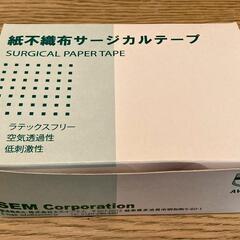 紙不織布サージカルテープ
SURGICAL PAPER TAPE
ラテックスフリー
空気透過性
低刺激性
SEM Corporation